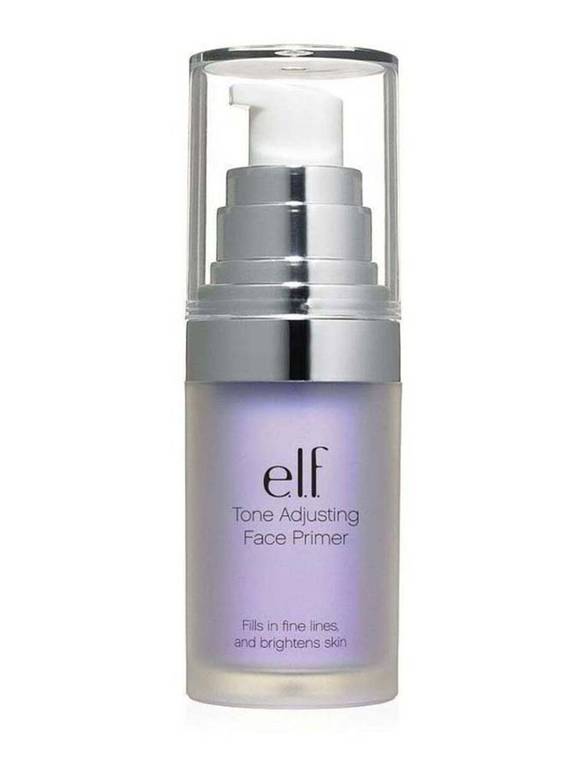 e.l.f.
Tone Adjusting
Face Primer
Fills in fine lines,
and brightens skin